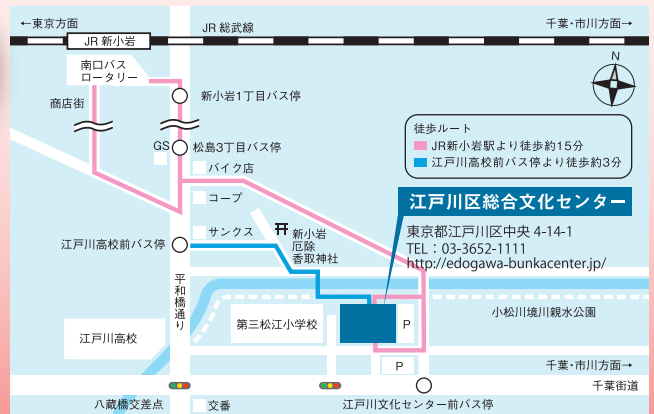 ←東京方面
JR 総武線
千葉・市川方面→
JR 新小岩
南口バス
ロータリー
商店街
新小岩1丁目バス停
N
GS
松島3丁目バス停
バイク店
コープ
サンクス
徒歩ルート
JR新小岩駅より徒歩約15分
江戸川高校前バス停より徒歩約3分
江戸川区総合文化センター
東京都江戸川区中央 4-14-1
TEL：03-3652-1111
http://edogawa-bunkacenter.jp/
江戸川高校前バス停
新小岩
厄除
香取神社
平和橋通り
小松川境川親水公園
第三松江小学校
P
江戸川高校
P
千葉・市川方面→
千葉街道
八蔵橋交差点
交番
江戸川文化センター前バス停